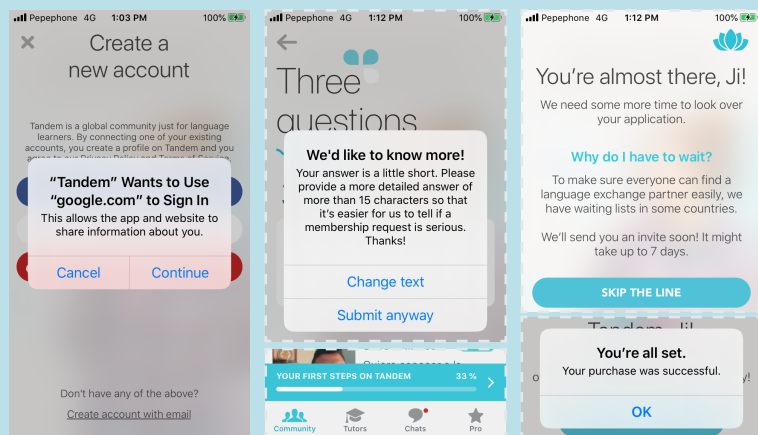 Pepephone 4G 1:03 PM 100%
Create a
new account
Tandem is a global community just for language
learners. By connecting one of your existing
accounts, you create a profile on Tandem and you
agree to our Privacy Policy and Terms of Service.
“Tandem” Wants to Use
“google.com” to Sign In
This allows the app and website to
share information about you.
Cancel Continue
Don't have any of the above?
Create account with email
Pepephone 4G 1:12 PM 100%
Three
questions
We'd like to know more!
Your answer is a little short. Please
provide a more detailed answer of
more than 15 characters so that
it's easier for us to tell if a
membership request is serious.
Thanks!
Change text
Submit anyway
YOUR FIRST STEPS ON TANDEM 33 %
Community Tutors Chats Pro
Pepephone 4G 1:12 PM 100%
You're almost there, Ji!
We need some more time to look over
your application.
Why do I have to wait?
To make sure everyone can find a
language exchange partner easily, we
have waiting lists in some countries.
We'll send you an invite soon! It might
take up to 7 days.
SKIP THE LINE
Tandem, Ji!
You're all set.
Your purchase was successful.
OK